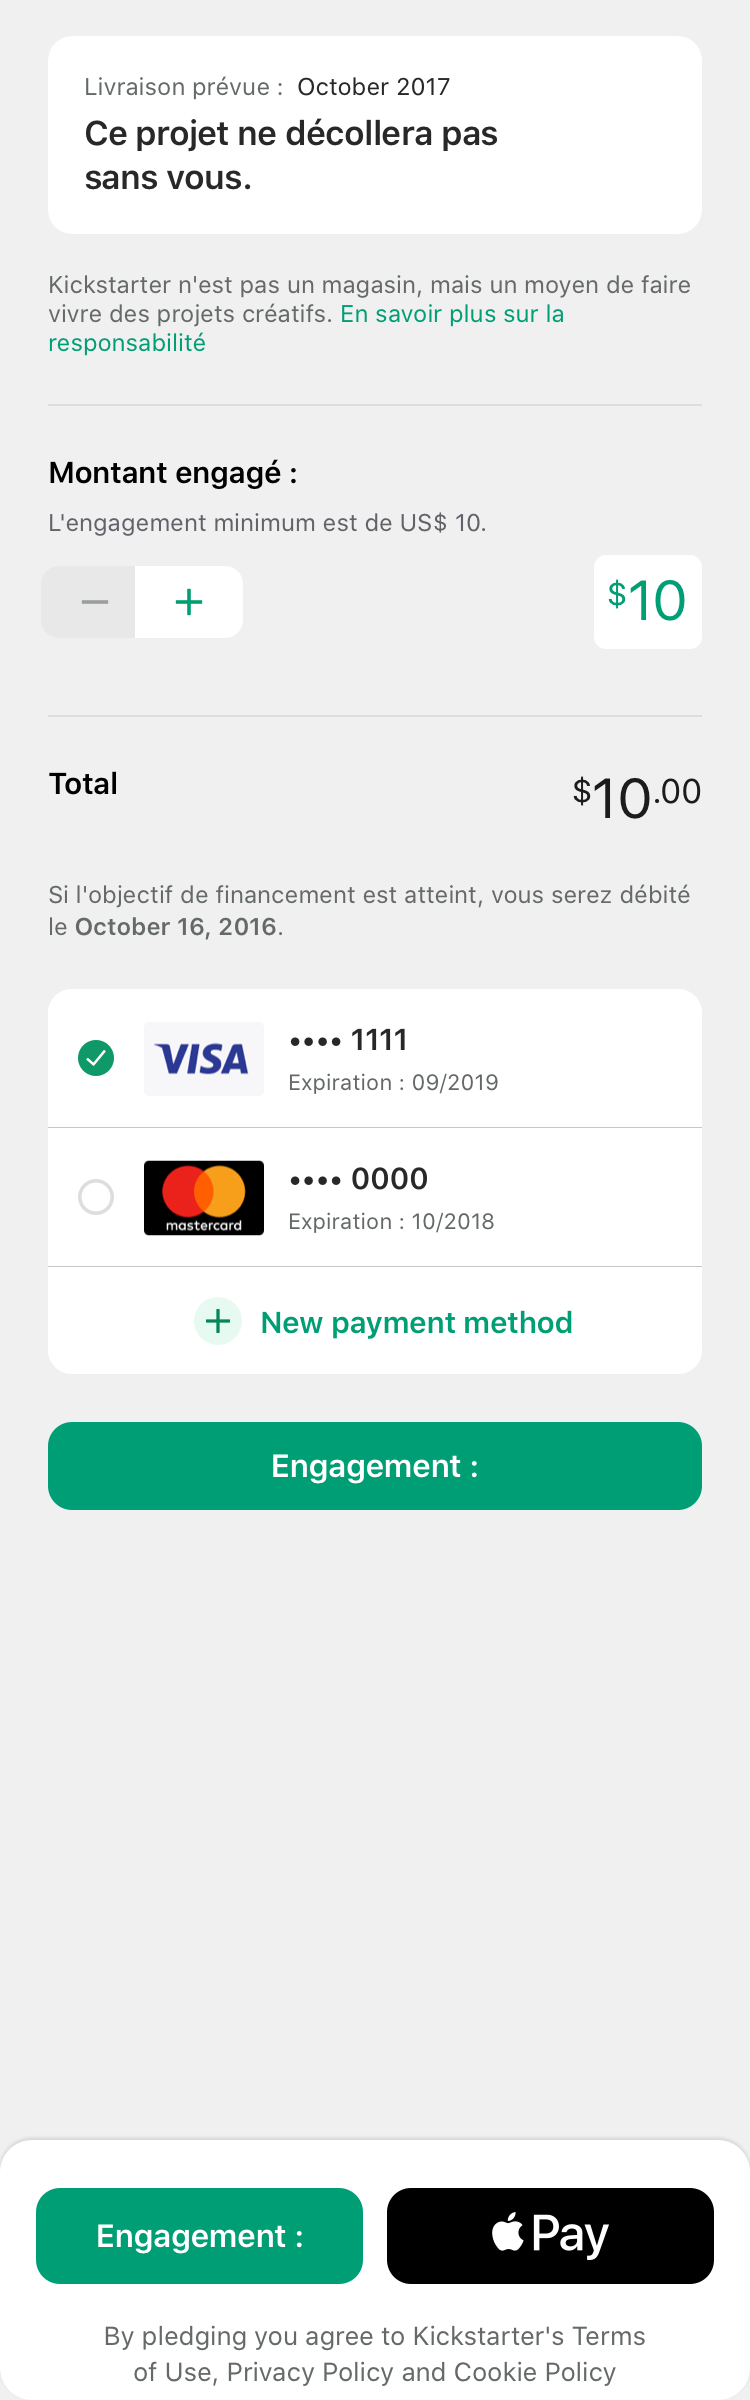 Livraison prévue : October 2017
Ce projet ne décollera pas
sans vous.
Kickstarter n'est pas un magasin, mais un moyen de faire
vivre des projets créatifs. En savoir plus sur la
responsabilité
Montant engagé :
L'engagement minimum est de US$ 10.
− +
$10
Total
$10.00
Si l'objectif de financement est atteint, vous serez débité
le October 16, 2016.
VISA
•••• 1111
Expiration : 09/2019
mastercard
•••• 0000
Expiration : 10/2018
+ New payment method
Engagement :
Engagement :
Pay
By pledging you agree to Kickstarter's Terms
of Use, Privacy Policy and Cookie Policy